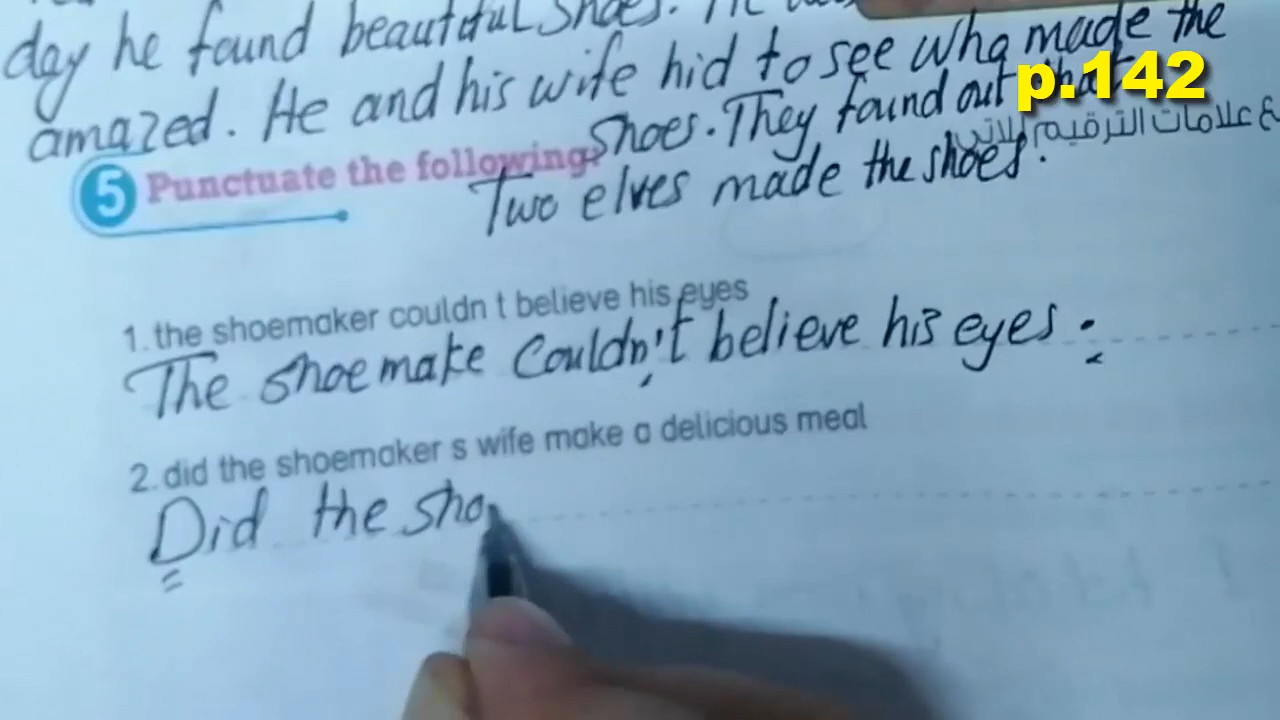 day he found beautiful shoes. He
amazed. He and his wife hid to see who made the
p.142
shoes. They found out that
علامات الترقيم
5 Punctuate the following:
Two elves made the shoes.
1. the shoemaker couldn t believe his eyes
The shoemake couldn't believe his eyes.
2. did the shoemaker s wife make a delicious meal
Did the sho